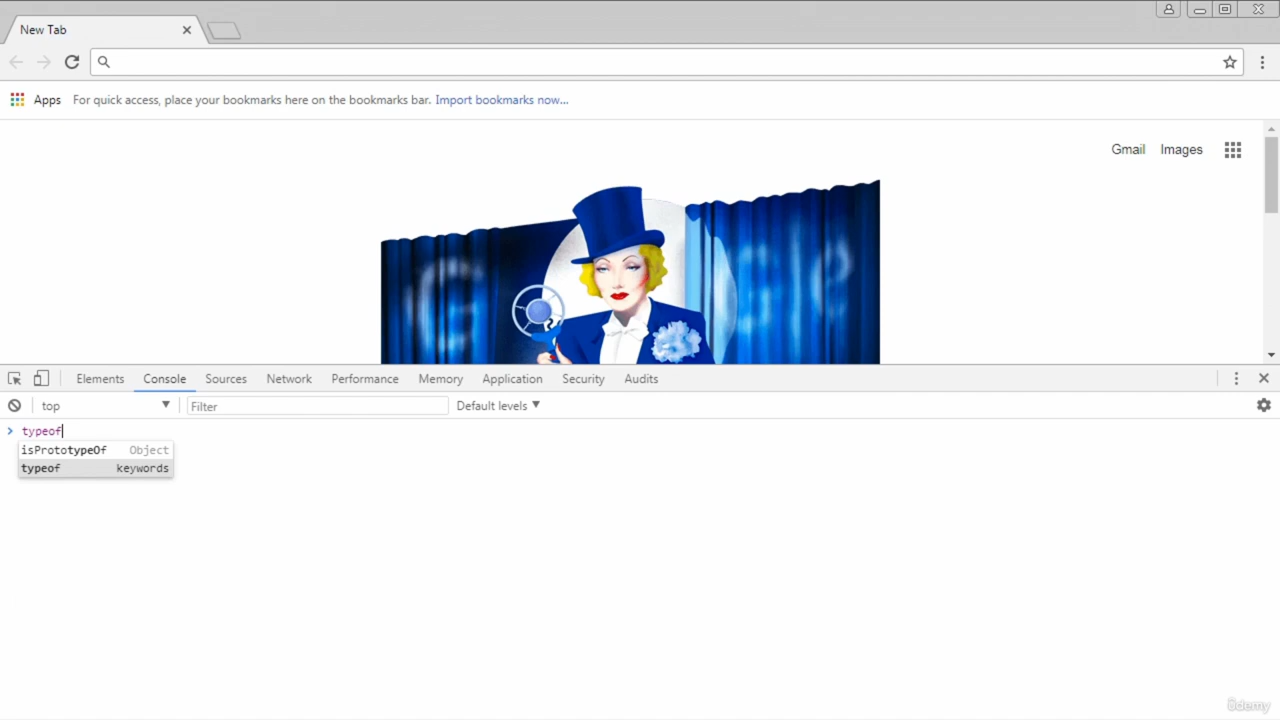 New Tab
Apps For quick access, place your bookmarks here on the bookmarks bar. Import bookmarks now...
Gmail Images
Elements Console Sources Network Performance Memory Application Security Audits
top Filter Default levels
> typeof
isPrototypeOf Object
typeof keywords
ûdemy